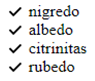 ✓ nigredo
✓ albedo
✓ citrinitas
✓ rubedo